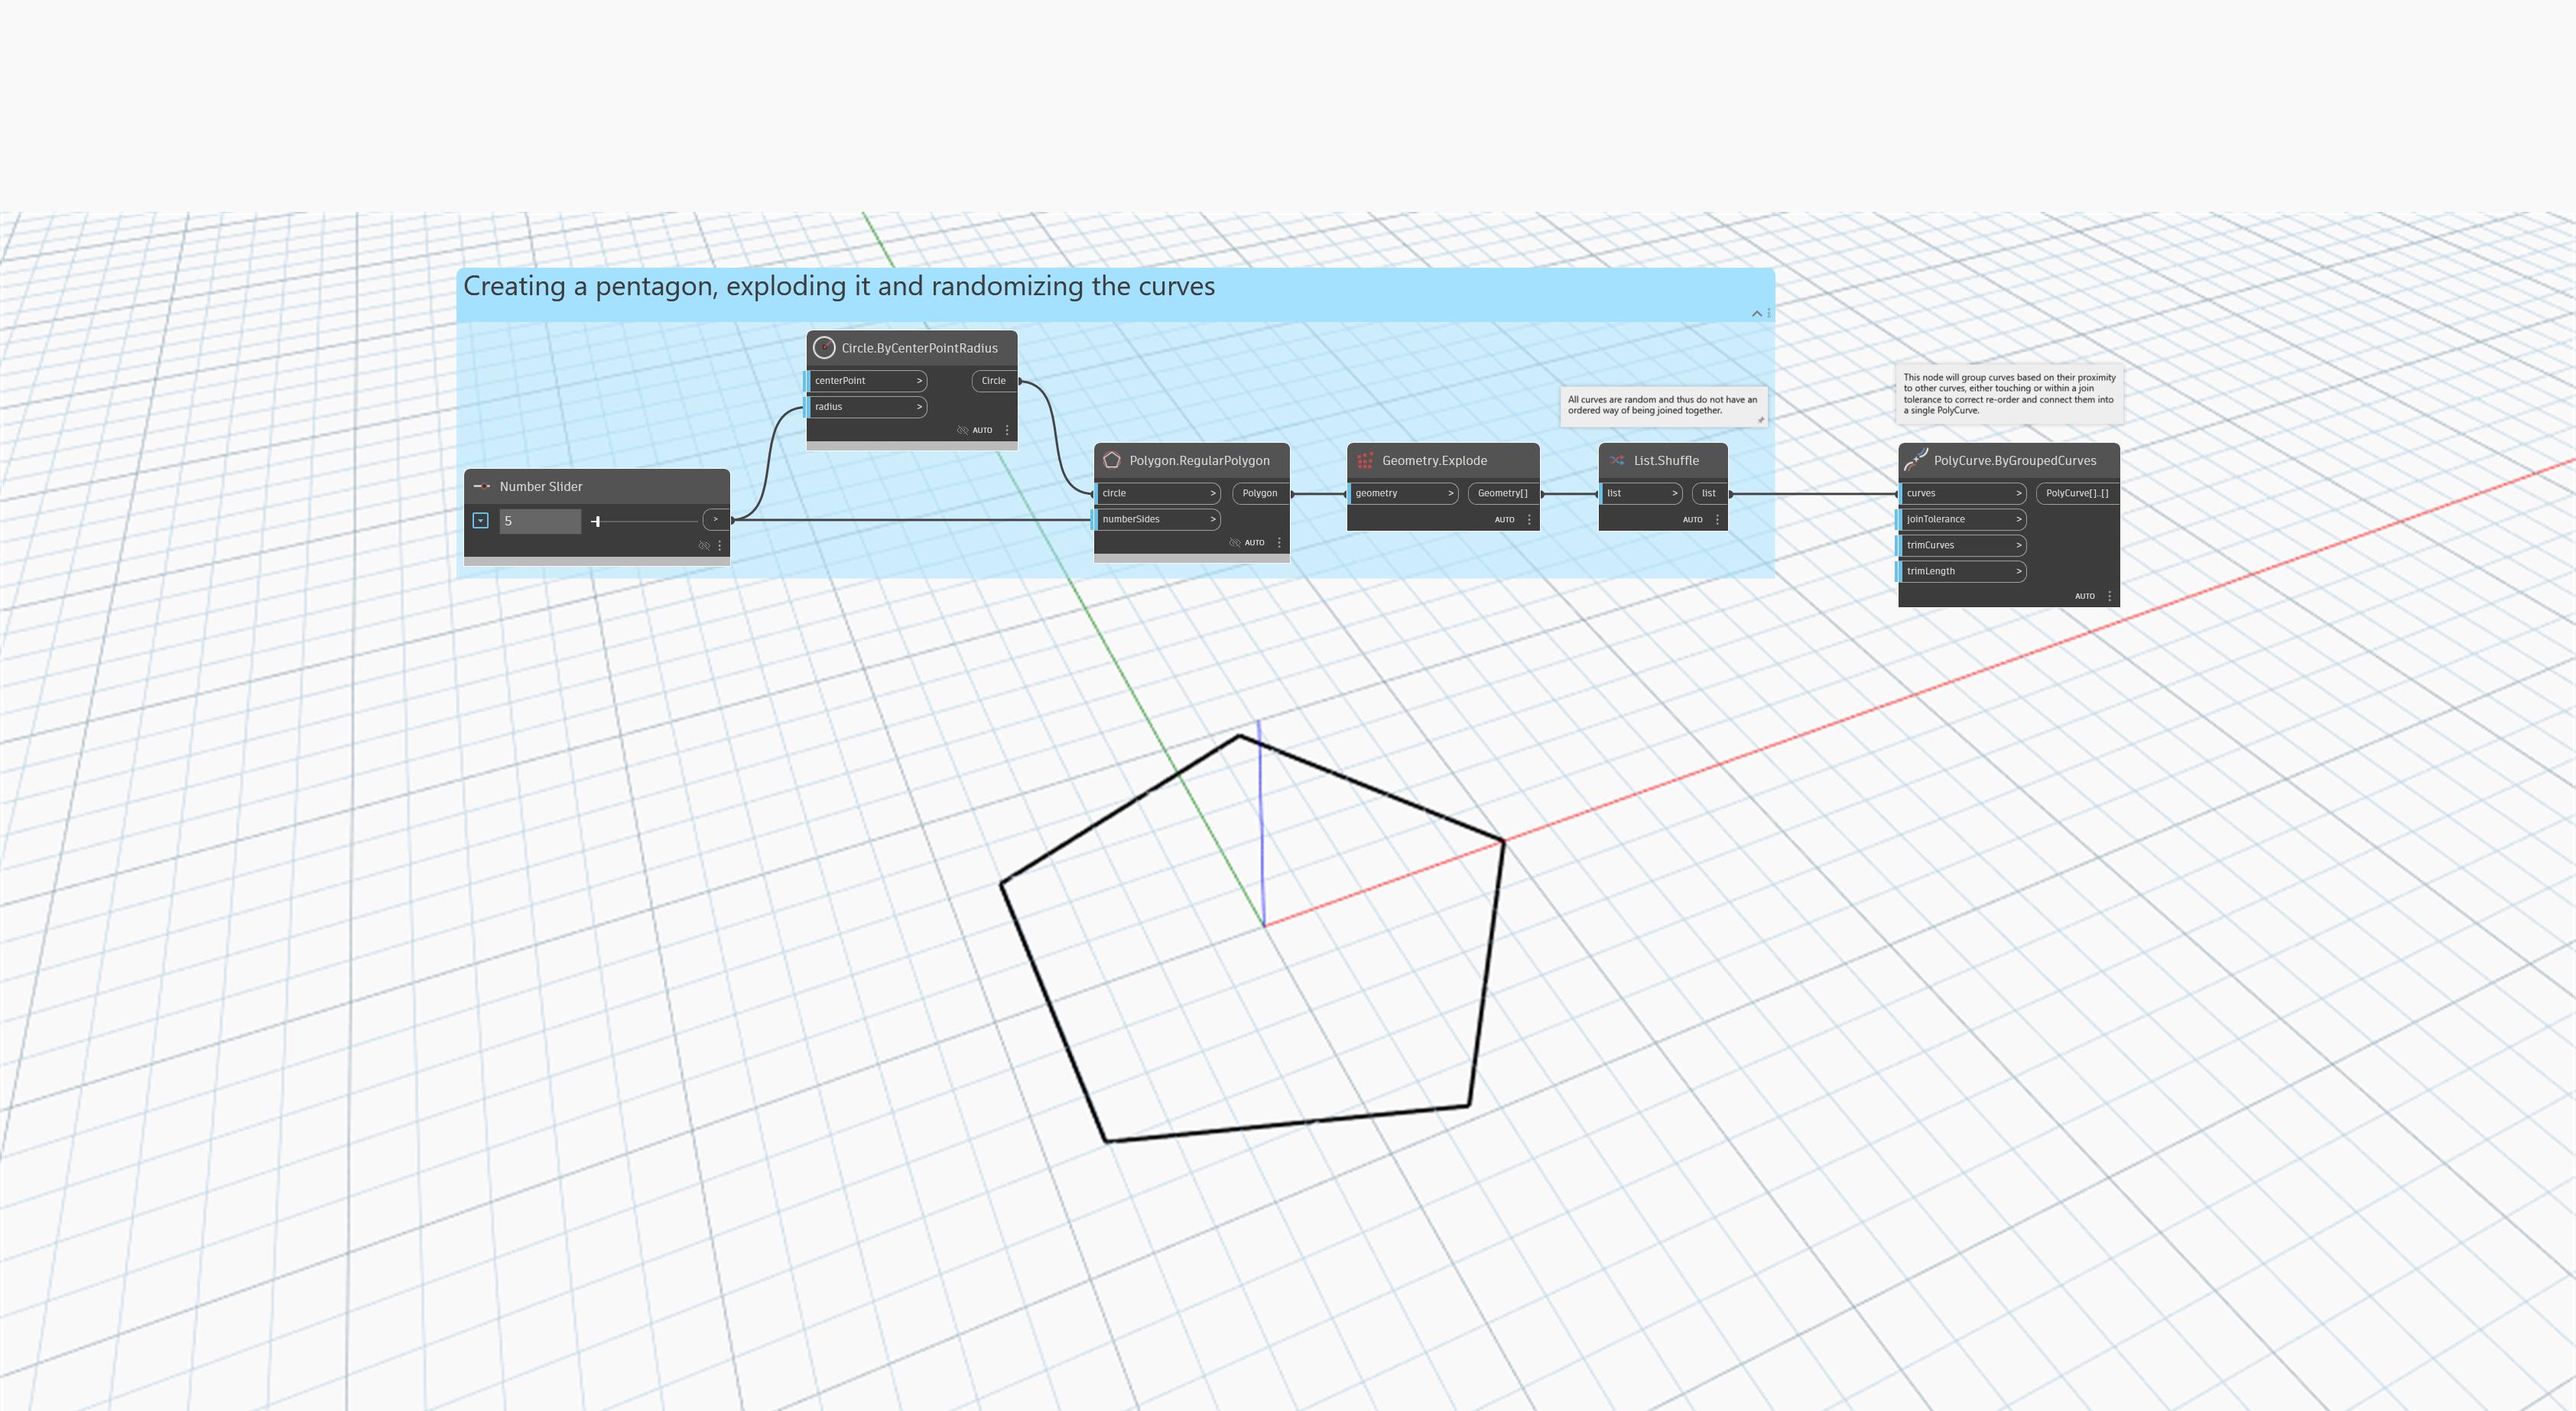 Creating a pentagon, exploding it and randomizing the curves
Circle.ByCenterPointRadius
centerPoint >
Circle
radius >
AUTO
All curves are random and thus do not have an
ordered way of being joined together.
This node will group curves based on their proximity
to other curves, either touching or within a join
tolerance to correct re-order and connect them into
a single PolyCurve.
Number Slider
5
>
Polygon.RegularPolygon
circle >
Polygon
numberSides >
AUTO
Geometry.Explode
geometry >
Geometry[]
AUTO
List.Shuffle
list >
list
AUTO
PolyCurve.ByGroupedCurves
curves >
PolyCurve[]..[]
joinTolerance >
trimCurves >
trimLength >
AUTO